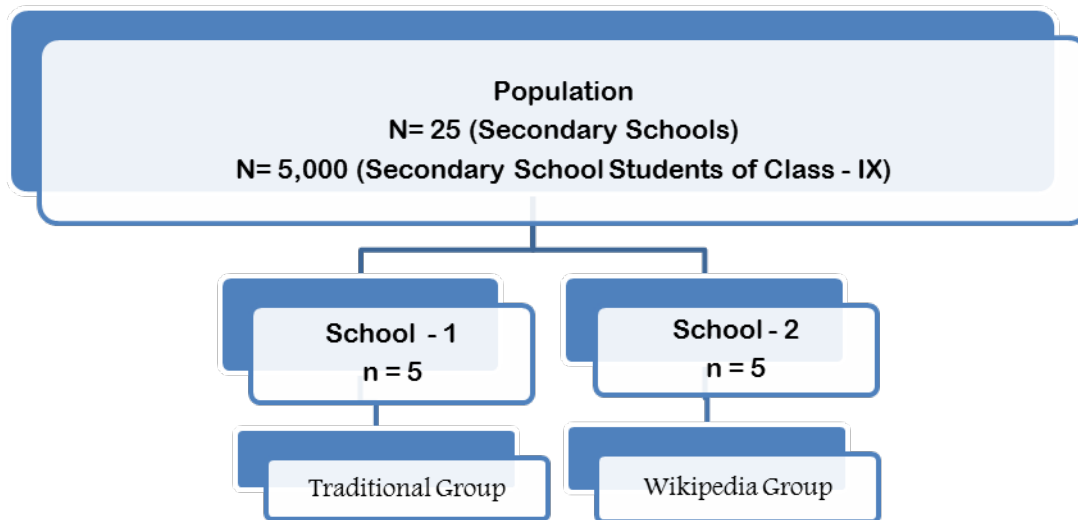 Population
N= 25 (Secondary Schools)
N= 5,000 (Secondary School Students of Class - IX)
School - 1
n = 5
School - 2
n = 5
Traditional Group
Wikipedia Group